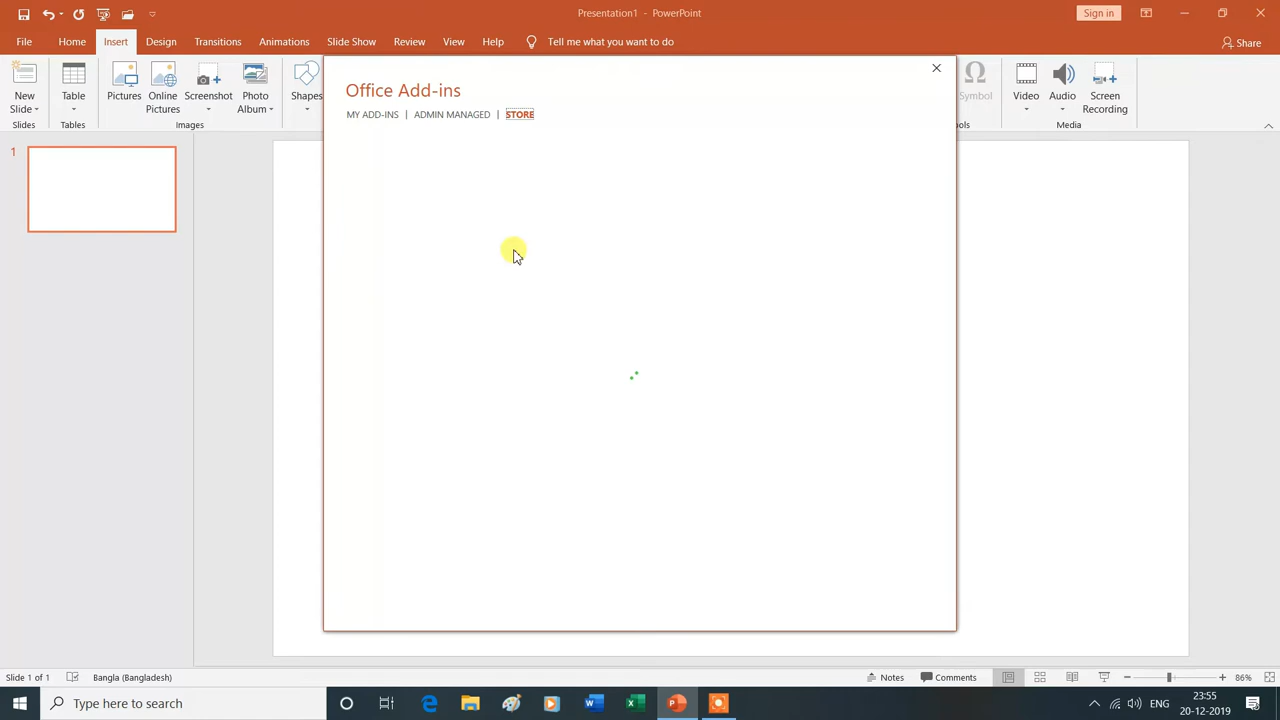 Presentation1 - PowerPoint
Sign in
File Home Insert Design Transitions Animations Slide Show Review View Help Tell me what you want to do
Share
New Slide
Table
Pictures
Online Pictures
Screenshot
Photo Album
Shapes
Symbol
Video
Audio
Screen Recording
Slides
Tables
Images
Media
Office Add-ins
MY ADD-INS | ADMIN MANAGED | STORE
1
Slide 1 of 1
Bangla (Bangladesh)
Notes
Comments
86%
Type here to search
ENG
23:55
20-12-2019